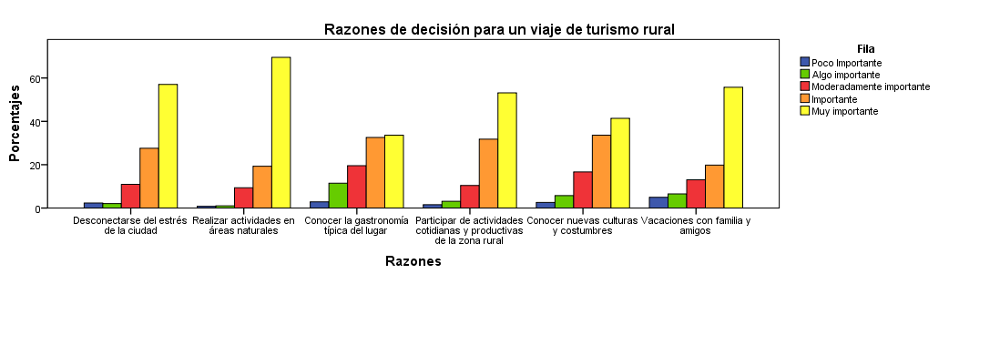 Razones de decisión para un viaje de turismo rural
Porcentajes
60
40
20
0
Desconectarse del estrés
de la ciudad
Realizar actividades en
áreas naturales
Conocer la gastronomía
típica del lugar
Participar de actividades
cotidianas y productivas
de la zona rural
Conocer nuevas culturas
y costumbres
Vacaciones con familia y
amigos
Razones
Fila
Poco Importante
Algo importante
Moderadamente importante
Importante
Muy importante